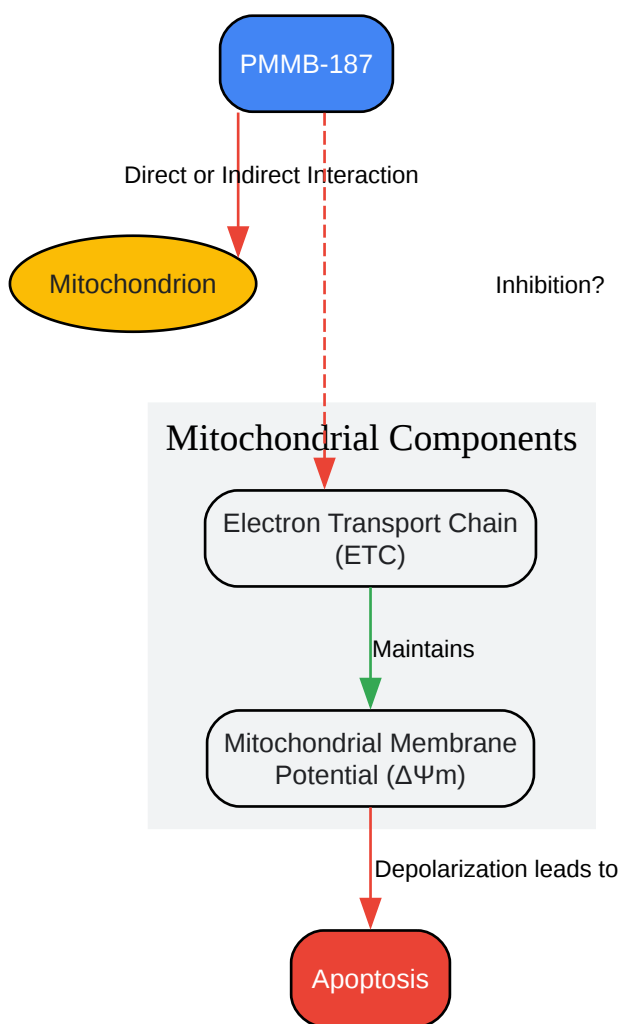 PMMB-187
Direct or Indirect Interaction
Mitochondrion
Inhibition?
Mitochondrial Components
Electron Transport Chain
(ETC)
Maintains
Mitochondrial Membrane
Potential (ΔΨm)
Depolarization leads to
Apoptosis